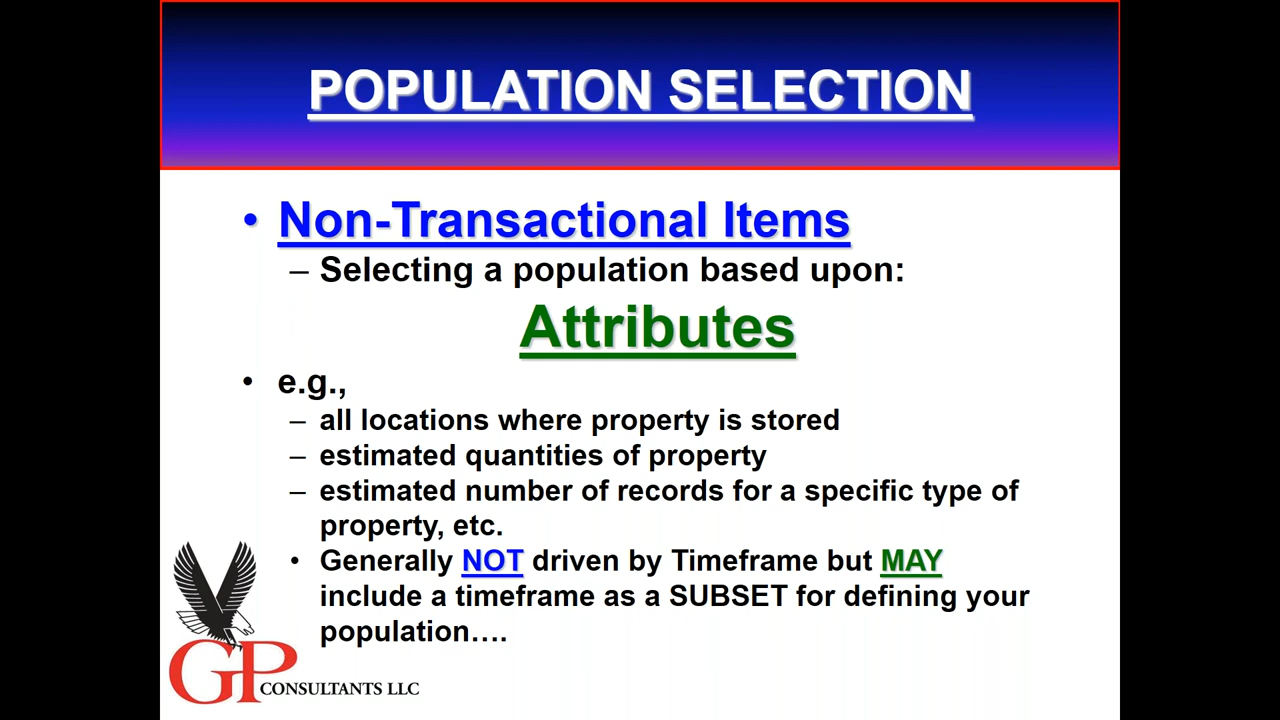 POPULATION SELECTION
• Non-Transactional Items
– Selecting a population based upon:
Attributes
• e.g.,
– all locations where property is stored
– estimated quantities of property
– estimated number of records for a specific type of
property, etc.
• Generally NOT driven by Timeframe but MAY
include a timeframe as a SUBSET for defining your
population….
GP CONSULTANTS LLC